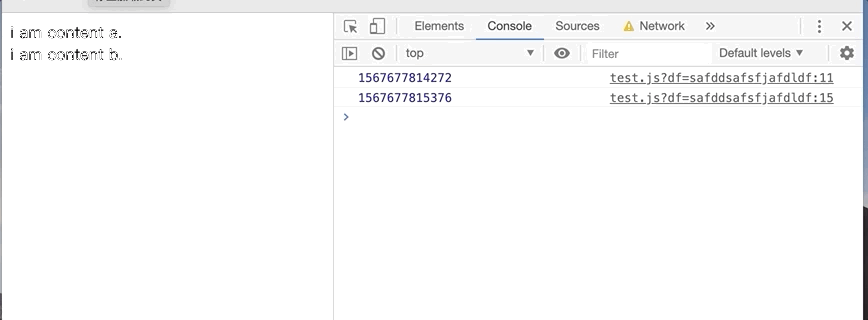 i am content a.
i am content b.
Elements Console Sources Network »
top Filter Default levels
1567677814272 test.js?df=safddsafsfjafdldf:11
1567677815376 test.js?df=safddsafsfjafdldf:15
>